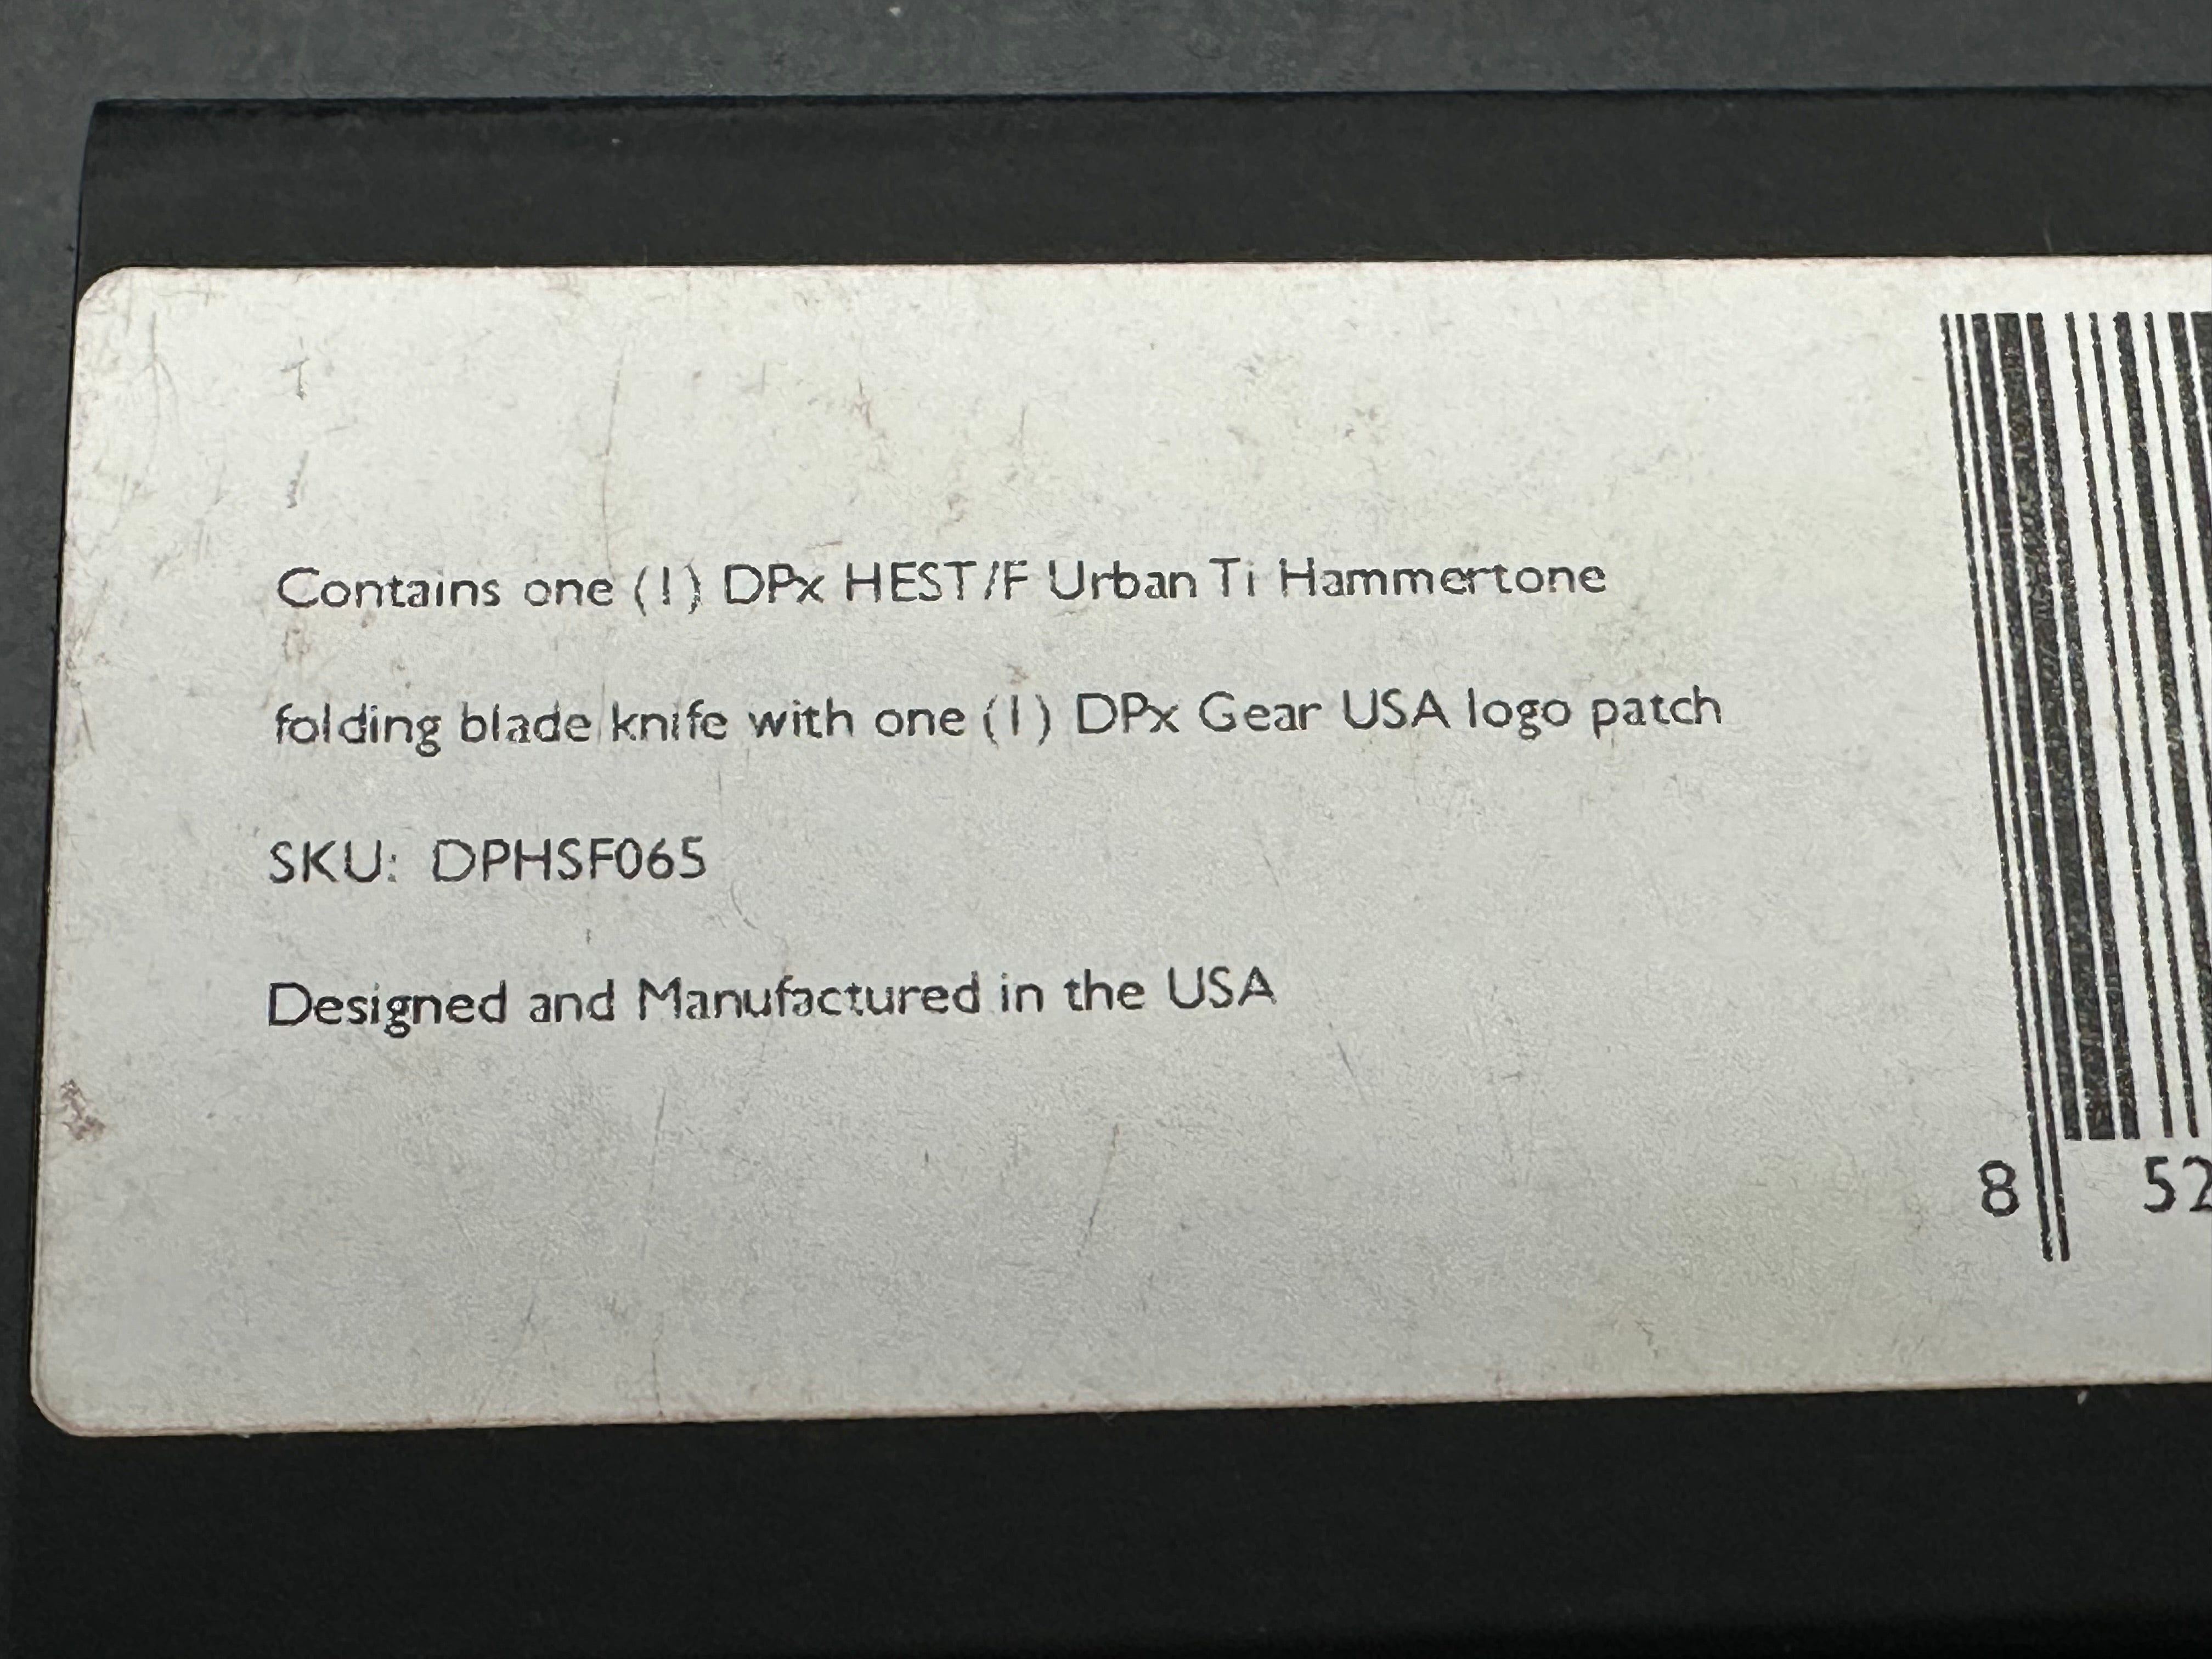 Contains one (1) DPx HEST/F Urban Ti Hammertone
folding blade knife with one (1) DPx Gear USA logo patch
SKU: DPHSF065
Designed and Manufactured in the USA
8 52